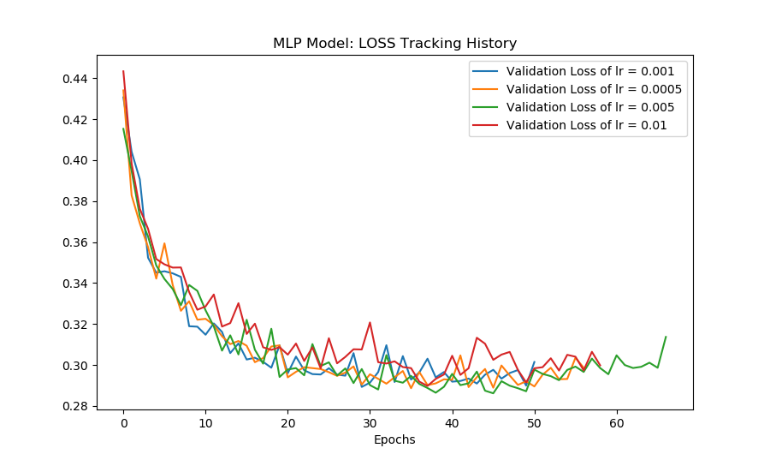 MLP Model: LOSS Tracking History
Validation Loss of lr = 0.001
Validation Loss of lr = 0.0005
Validation Loss of lr = 0.005
Validation Loss of lr = 0.01
0.44
0.42
0.40
0.38
0.36
0.34
0.32
0.30
0.28
0 10 20 30 40 50 60
Epochs